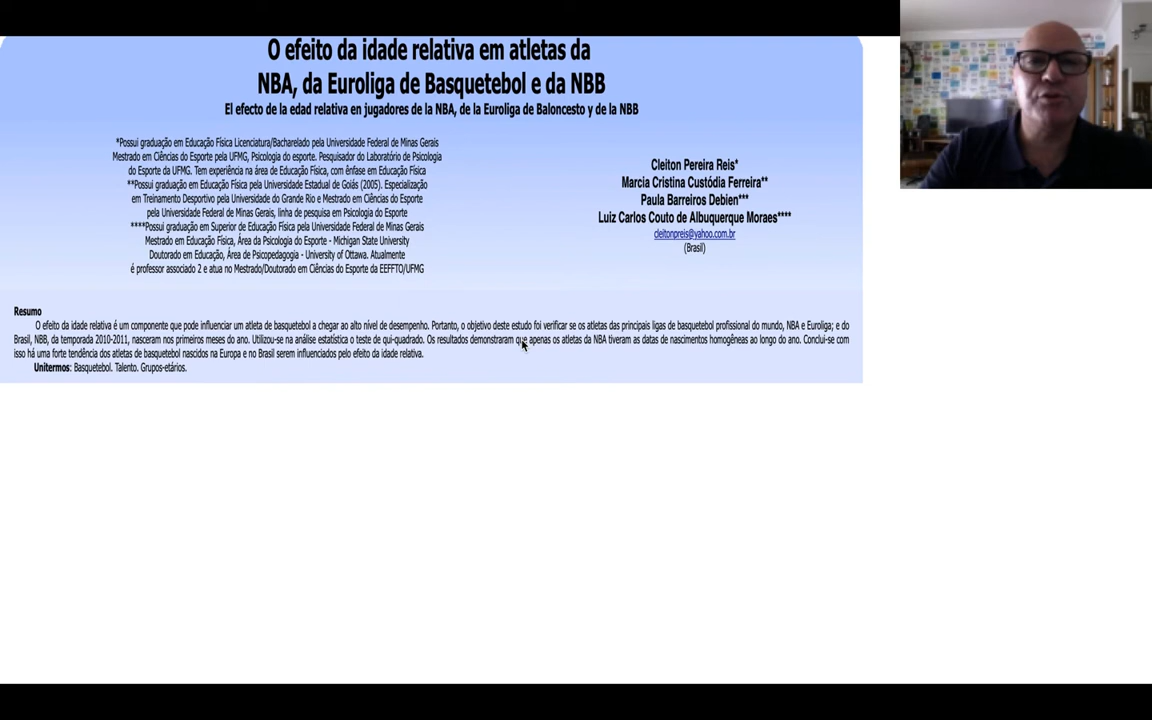 O efeito da idade relativa em atletas da
NBA, da Euroliga de Basquetebol e da NBB
El efecto de la edad relativa en jugadores de la NBA, de la Euroliga de Baloncesto y de la NBB
*Possui graduação em Educação Física Licenciatura/Bacharelado pela Universidade Federal de Minas Gerais
Mestrado em Ciências do Esporte pela UFMG, Psicologia do esporte. Pesquisador do Laboratório de Psicologia
do Esporte da UFMG. Tem experiência na área de Educação Física, com ênfase em Educação Física
**Possui graduação em Educação Física pela Universidade Estadual de Goiás (2005). Especialização
em Treinamento Desportivo pela Universidade do Grande Rio e Mestrado em Ciências do Esporte
pela Universidade Federal de Minas Gerais, linha de pesquisa em Psicologia do Esporte
****Possui graduação em Superior de Educação Física pela Universidade Federal de Minas Gerais
Mestrado em Educação Física, Área da Psicologia do Esporte - Michigan State University
Doutorado em Educação, Área de Psicopedagogia - University of Ottawa. Atualmente
é professor associado 2 e atua no Mestrado/Doutorado em Ciências do Esporte da EEFFTO/UFMG
Cleiton Pereira Reis*
Marcia Cristina Custódia Ferreira**
Paula Barreiros Debien***
Luiz Carlos Couto de Albuquerque Moraes****
cleitonpreis@yahoo.com.br
(Brasil)
Resumo
O efeito da idade relativa é um componente que pode influenciar um atleta de basquetebol a chegar ao alto nível de desempenho. Portanto, o objetivo deste estudo foi verificar se os atletas das principais ligas de basquetebol profissional do mundo, NBA e Euroliga; e do
Brasil, NBB, da temporada 2010-2011, nasceram nos primeiros meses do ano. Utilizou-se na análise estatística o teste de qui-quadrado. Os resultados demonstraram que apenas os atletas da NBA tiveram as datas de nascimentos homogêneas ao longo do ano. Conclui-se com
isso há uma forte tendência dos atletas de basquetebol nascidos na Europa e no Brasil serem influenciados pelo efeito da idade relativa.
Unitermos: Basquetebol. Talento. Grupos-etários.